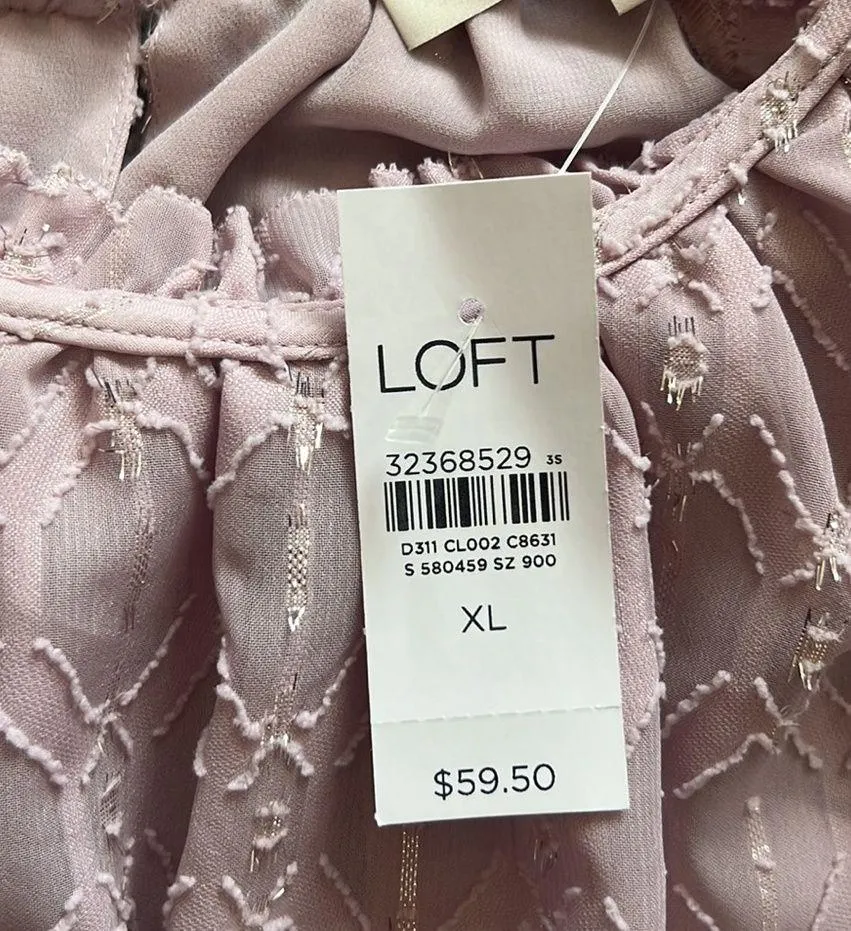 LOFT
32368529 3S
D311 CL002 C8631
S 580459 SZ 900
XL
$59.50